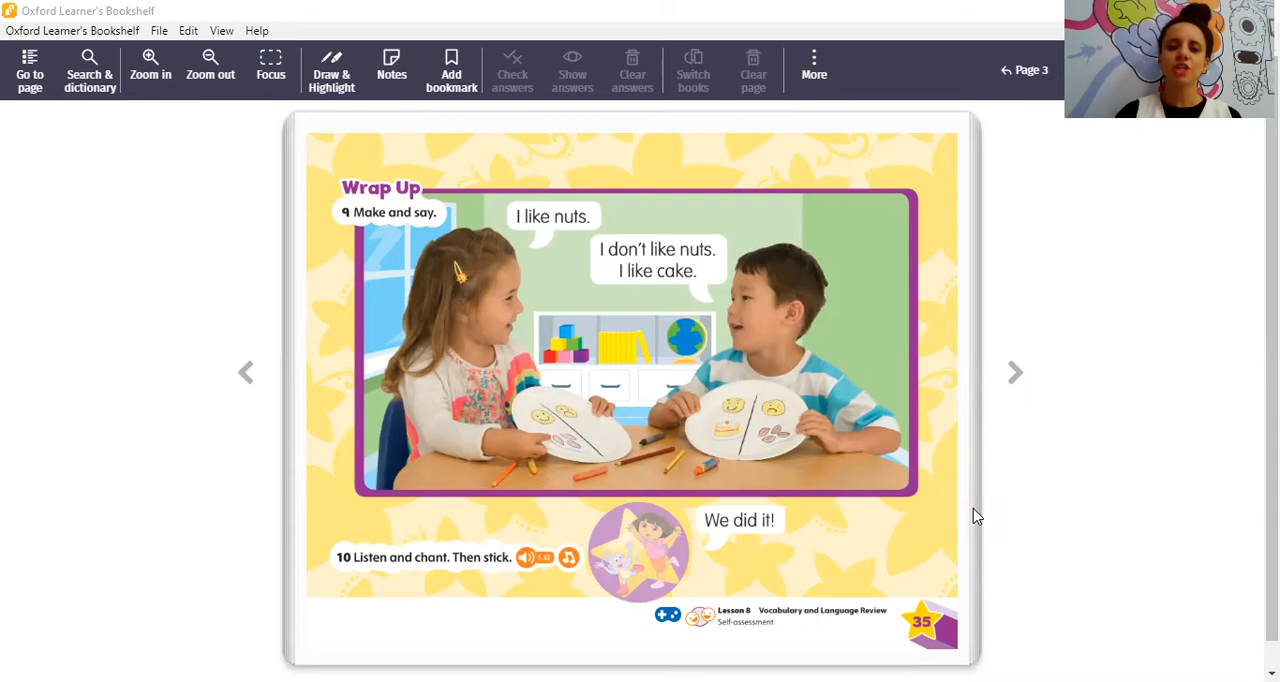 Oxford Learner's Bookshelf
Oxford Learner's Bookshelf File Edit View Help
Go to page
Search & dictionary
Zoom in
Zoom out
Focus
Draw & Highlight
Notes
Add bookmark
Check answers
Show answers
Clear answers
Switch books
Clear page
More
Page 3
Wrap Up
9 Make and say.
I like nuts.
I don't like nuts.
I like cake.
We did it!
10 Listen and chant. Then stick.
Lesson 8 Vocabulary and Language Review
Self-assessment
35